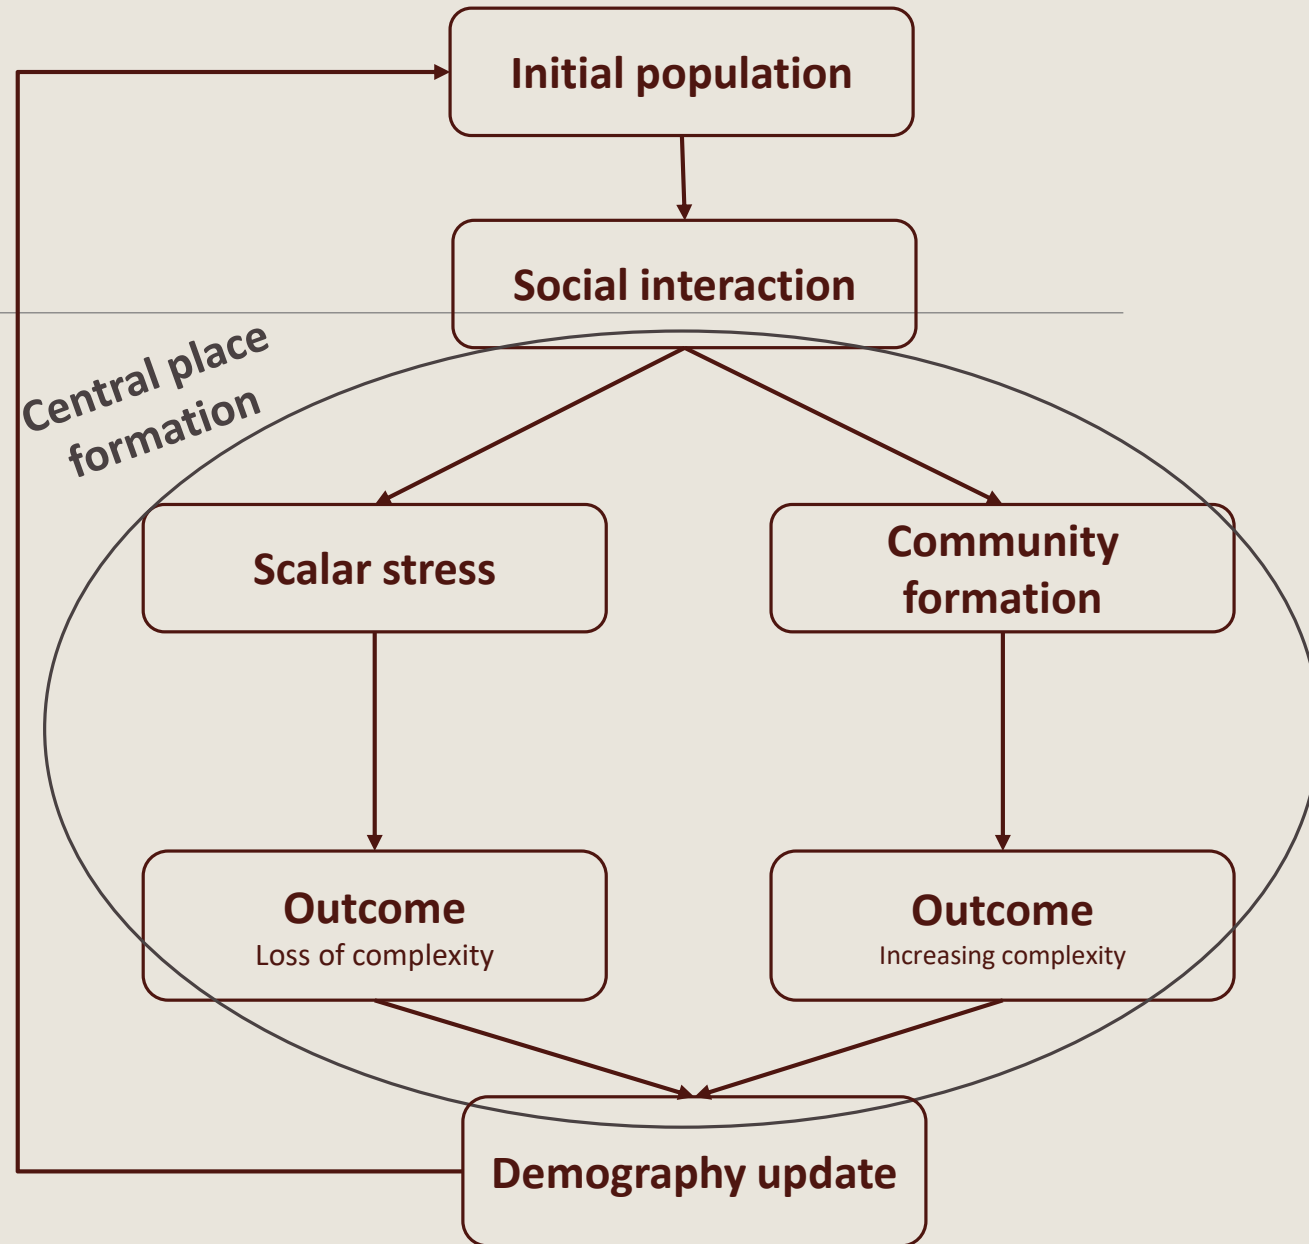 Initial population
Social interaction
Central place
formation
Scalar stress
Community
formation
Outcome
Loss of complexity
Outcome
Increasing complexity
Demography update